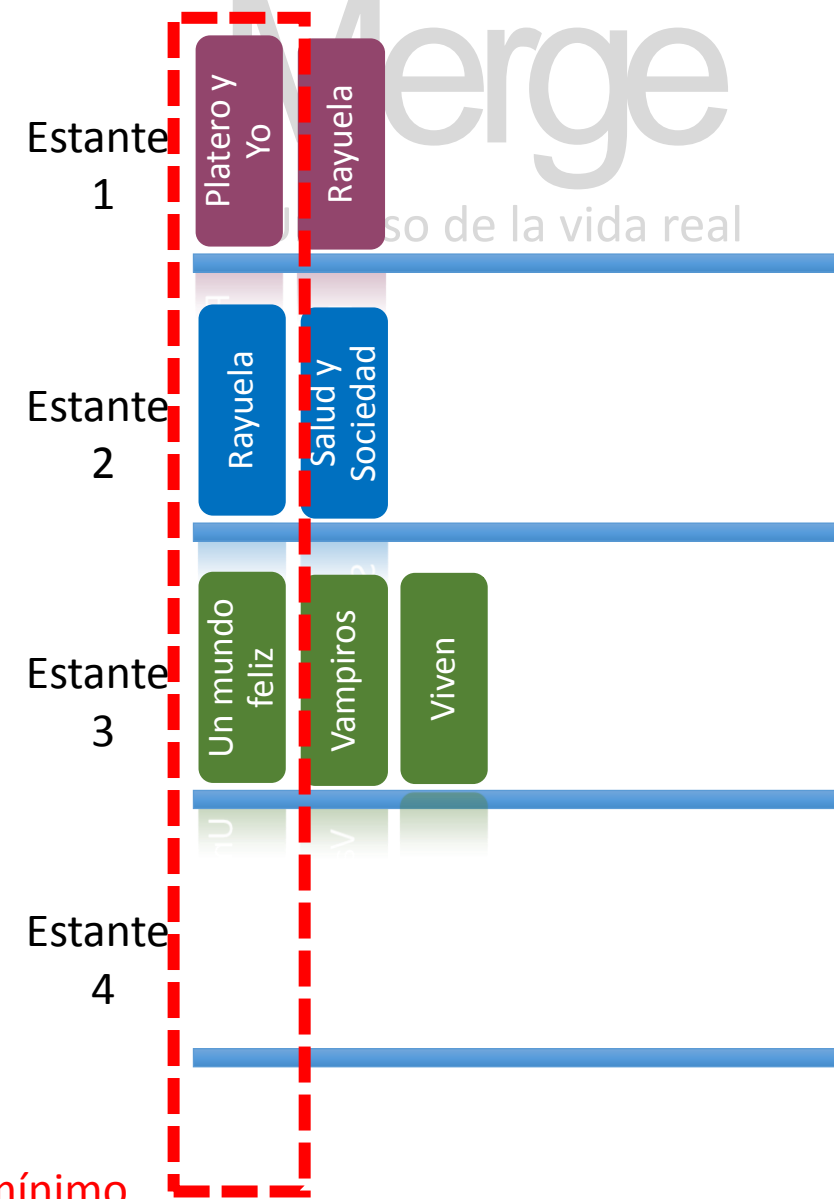 Merge
so de la vida real
Estante
1
Platero y
Yo
Rayuela
Estante
2
Rayuela
Salud y
Sociedad
Estante
3
Un mundo
feliz
Vampiros
Viven
Estante
4
mínimo